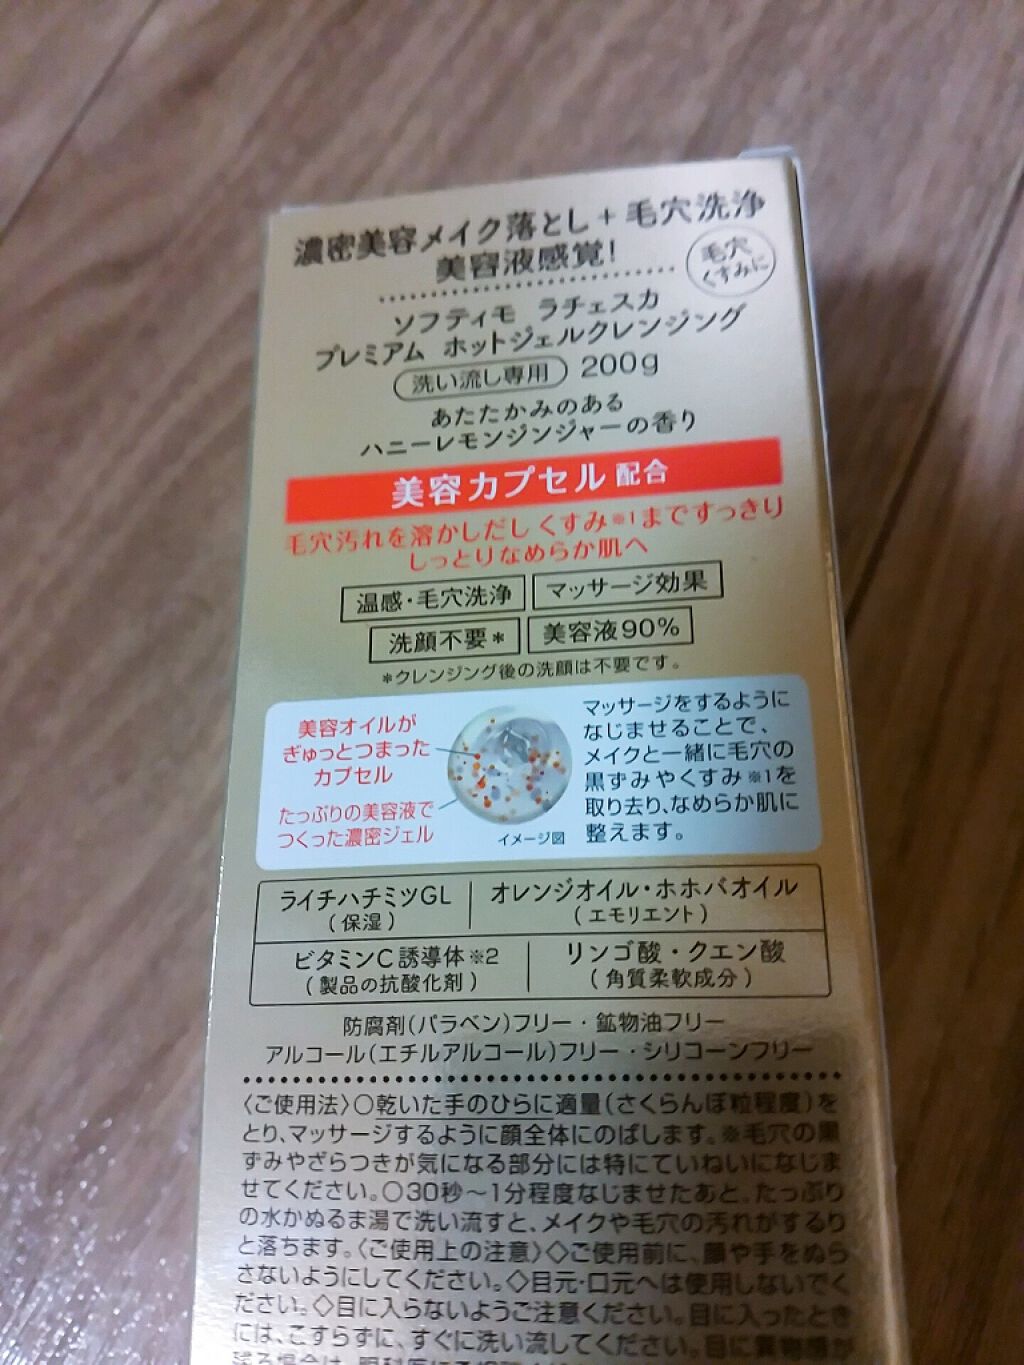 濃密美容メイク落とし+毛穴洗浄
美容液感覚!
毛穴
くすみに
ソフティモ ラチェスカ
プレミアム ホットジェルクレンジング
洗い流し専用 200g
あたたかみのある
ハニーレモンジンジャーの香り
美容カプセル配合
毛穴汚れを溶かしだしくすみ※1まですっきり
しっとりなめらか肌へ
温感・毛穴洗浄 マッサージ効果
洗顔不要* 美容液90%
*クレンジング後の洗顔は不要です。
美容オイルが
ぎゅっとつまった
カプセル
たっぷりの美容液で
つくった濃密ジェル
イメージ図
マッサージをするように
なじませることで、
メイクと一緒に毛穴の
黒ずみやくすみ※1を
取り去り、なめらか肌に
整えます。
ライチハチミツGL
(保湿)
オレンジオイル・ホホバオイル
(エモリエント)
ビタミンC誘導体※2
(製品の抗酸化剤)
リンゴ酸・クエン酸
(角質柔軟成分)
防腐剤(パラベン)フリー・鉱物油フリー
アルコール(エチルアルコール)フリー・シリコーンフリー
〈ご使用法〉○乾いた手のひらに適量(さくらんぼ粒程度)を
とり、マッサージするように顔全体にのばします。※毛穴の黒
ずみやざらつきが気になる部分には特にていねいになじま
せてください。○30秒~1分程度なじませたあと、たっぷり
の水かぬるま湯で洗い流すと、メイクや毛穴の汚れがするり
と落ちます。〈ご使用上の注意〉◇ご使用前に、顔や手をぬら
さないようにしてください。◇目元・口元へは使用しないでく
ださい。◇目に入らないようご注意ください。目に入ったとき
には、こすらずに、すぐに洗い流してください。目に異物感が
残る場合は、眼科医に